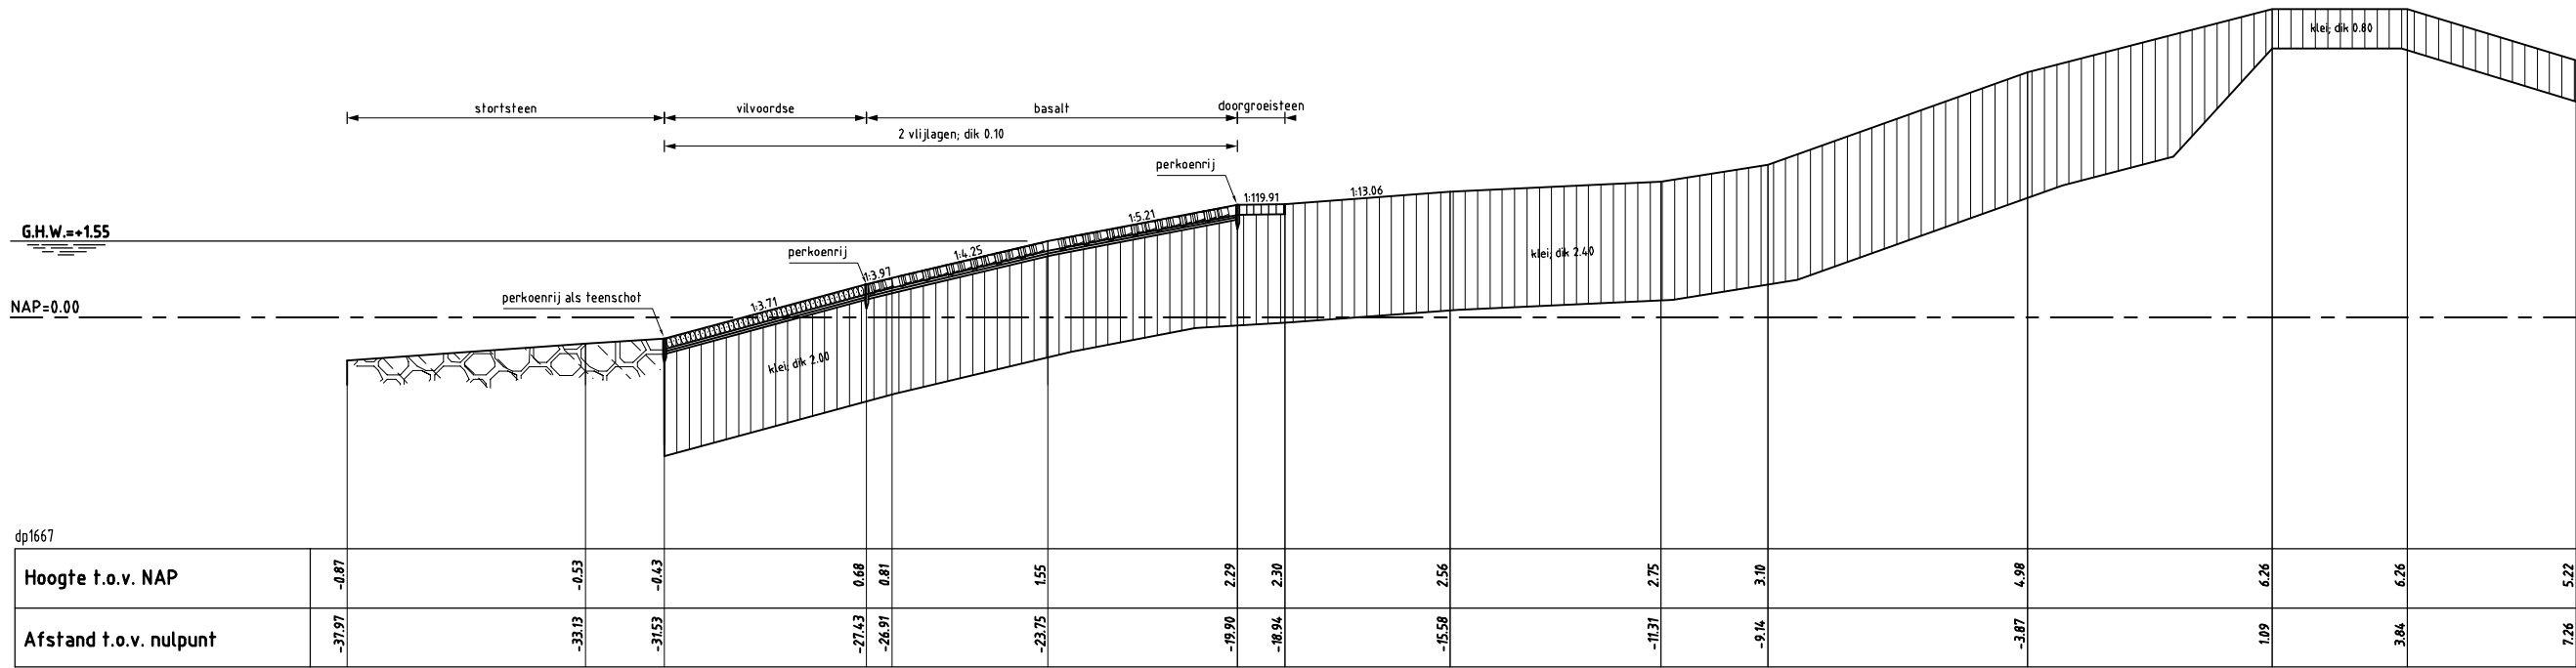 klei; dik 0.80
stortsteen
vilvoordse
basalt
doorgroeisteen
2 vlijlagen; dik 0.10
perkoenrij
1:119.91
1:13.06
1:5.21
G.H.W.=+1.55
perkoenrij
1:4.25
klei; dik 2.40
1:3.97
perkoenrij als teenschot
1:3.71
NAP=0.00
klei; dik 2.00
dp1667
Hoogte t.o.v. NAP -0.87 -0.53 -0.43 0.68 0.81 1.55 2.29 2.30 2.56 2.75 3.10 4.98 6.26 6.26 5.22
Afstand t.o.v. nulpunt -37.97 -33.13 -31.53 -27.43 -26.91 -23.75 -19.90 -18.94 -15.58 -11.31 -9.14 -3.87 1.09 3.84 7.26